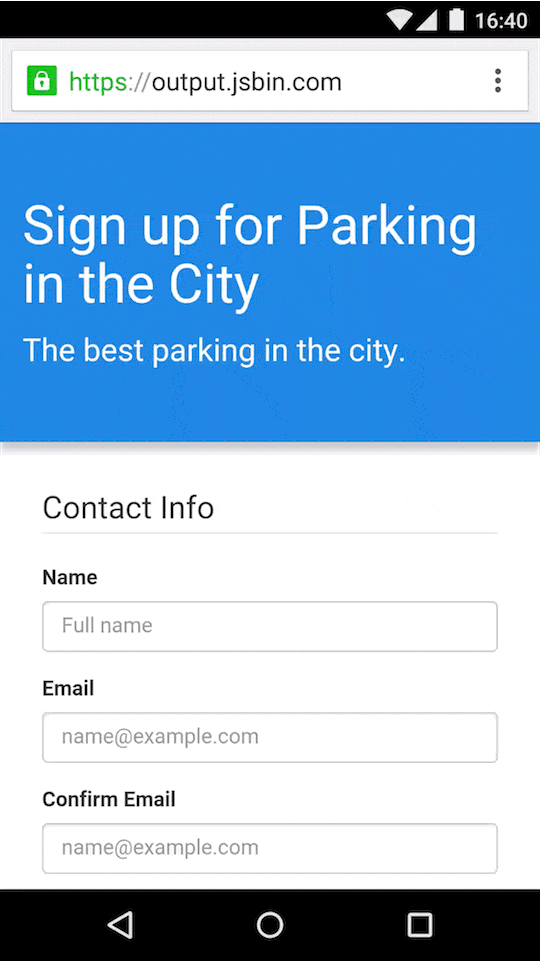 16:40
https://output.jsbin.com
Sign up for Parking
in the City
The best parking in the city.
Contact Info
Name
Full name
Email
name@example.com
Confirm Email
name@example.com